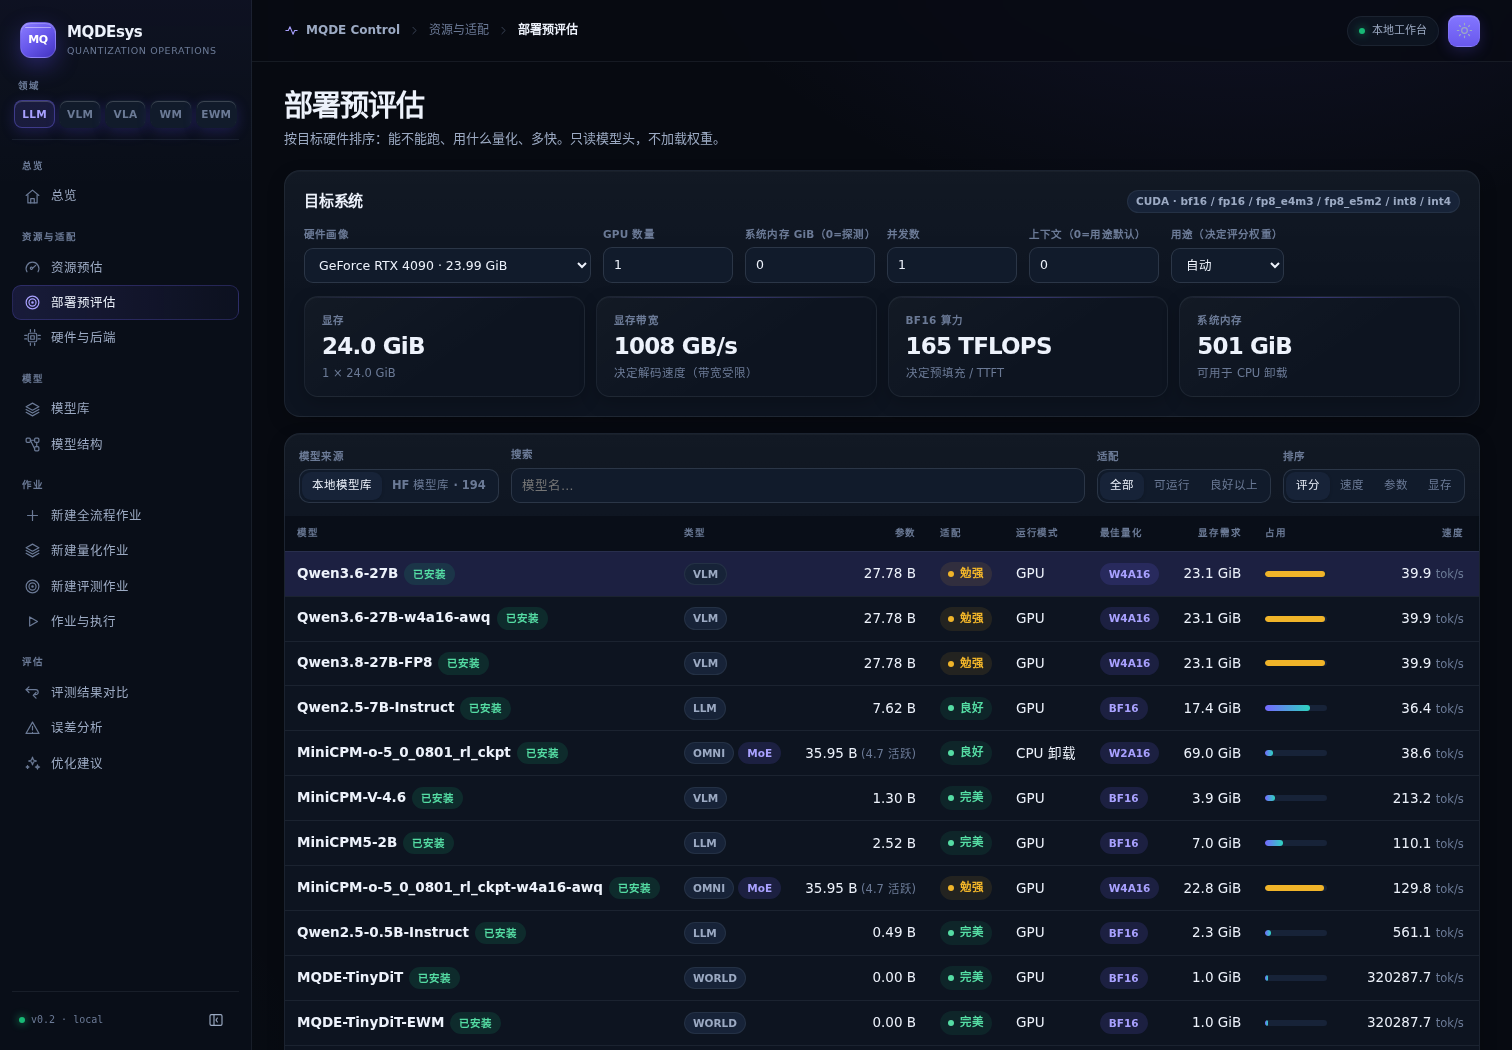 MQ
MQDEsys
QUANTIZATION OPERATIONS
领域
LLM VLM VLA WM EWM
总览
总览
资源与适配
资源预估
部署预评估
硬件与后端
模型
模型库
模型结构
作业
新建全流程作业
新建量化作业
新建评测作业
作业与执行
评估
评测结果对比
误差分析
优化建议
v0.2 · local
MQDE Control 资源与适配 部署预评估
本地工作台
部署预评估
按目标硬件排序：能不能跑、用什么量化、多快。只读模型头，不加载权重。
目标系统
CUDA · bf16 / fp16 / fp8_e4m3 / fp8_e5m2 / int8 / int4
硬件画像 GPU 数量 系统内存 GiB（0=探测） 并发数 上下文（0=用途默认） 用途（决定评分权重）
GeForce RTX 4090 · 23.99 GiB 1 0 1 0 自动
显存
24.0 GiB
1 × 24.0 GiB
显存带宽
1008 GB/s
决定解码速度（带宽受限）
BF16 算力
165 TFLOPS
决定预填充 / TTFT
系统内存
501 GiB
可用于 CPU 卸载
模型来源 搜索 适配 排序
本地模型库 HF 模型库 · 194 模型名... 全部 可运行 良好以上 评分 速度 参数 显存
模型 类型 参数 适配 运行模式 最佳量化 显存需求 占用 速度
Qwen3.6-27B 已安装 VLM 27.78 B 勉强 GPU W4A16 23.1 GiB 39.9 tok/s
Qwen3.6-27B-w4a16-awq 已安装 VLM 27.78 B 勉强 GPU W4A16 23.1 GiB 39.9 tok/s
Qwen3.8-27B-FP8 已安装 VLM 27.78 B 勉强 GPU W4A16 23.1 GiB 39.9 tok/s
Qwen2.5-7B-Instruct 已安装 LLM 7.62 B 良好 GPU BF16 17.4 GiB 36.4 tok/s
MiniCPM-o-5_0_0801_rl_ckpt 已安装 OMNI MoE 35.95 B (4.7 活跃) 良好 CPU 卸载 W2A16 69.0 GiB 38.6 tok/s
MiniCPM-V-4.6 已安装 VLM 1.30 B 完美 GPU BF16 3.9 GiB 213.2 tok/s
MiniCPM5-2B 已安装 LLM 2.52 B 完美 GPU BF16 7.0 GiB 110.1 tok/s
MiniCPM-o-5_0_0801_rl_ckpt-w4a16-awq 已安装 OMNI MoE 35.95 B (4.7 活跃) 勉强 GPU W4A16 22.8 GiB 129.8 tok/s
Qwen2.5-0.5B-Instruct 已安装 LLM 0.49 B 完美 GPU BF16 2.3 GiB 561.1 tok/s
MQDE-TinyDiT 已安装 WORLD 0.00 B 完美 GPU BF16 1.0 GiB 320287.7 tok/s
MQDE-TinyDiT-EWM 已安装 WORLD 0.00 B 完美 GPU BF16 1.0 GiB 320287.7 tok/s